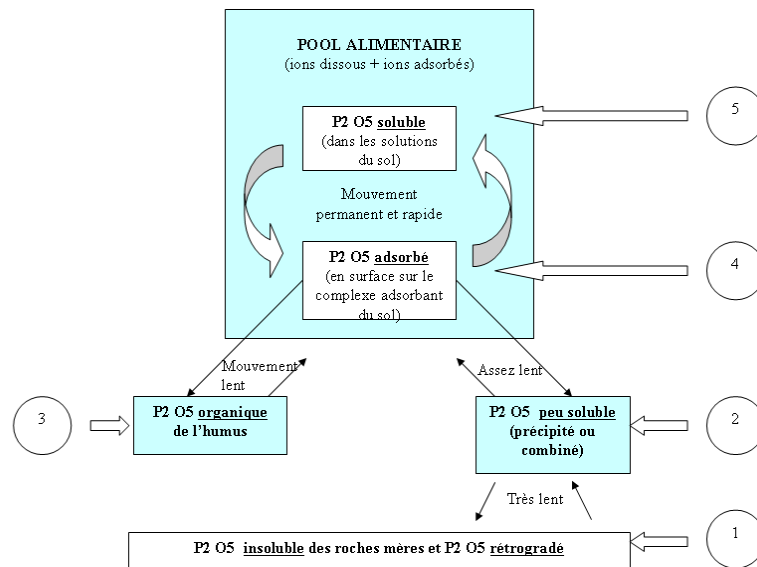 POOL ALIMENTAIRE
(ions dissous + ions adsorbés)
5
P2 O5 soluble
(dans les solutions
du sol)
Mouvement
permanent et rapide
4
P2 O5 adsorbé
(en surface sur le
complexe adsorbant
du sol)
Mouvement
lent
Assez lent
3
P2 O5 organique
de l'humus
P2 O5 peu soluble
(précipité ou
combiné)
2
Très lent
1
P2 O5 insoluble des roches mères et P2 O5 rétrogradé